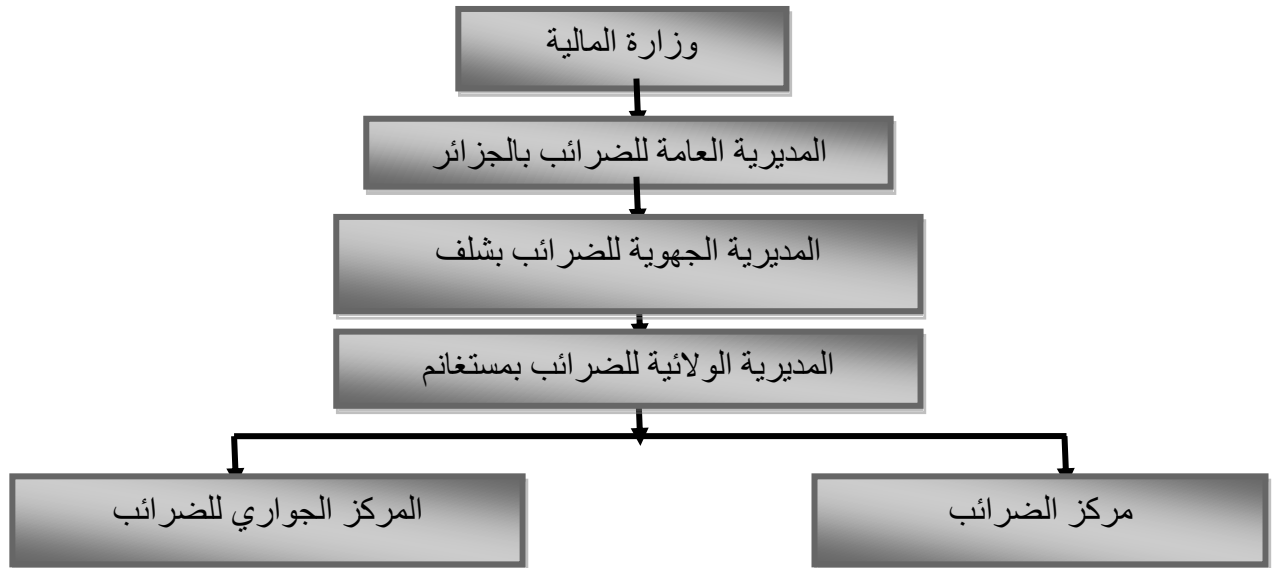 وزارة المالية
المديرية العامة للضرائب بالجزائر
المديرية الجهوية للضرائب بشلف
المديرية الولائية للضرائب بمستغانم
مركز الضرائب
المركز الجواري للضرائب